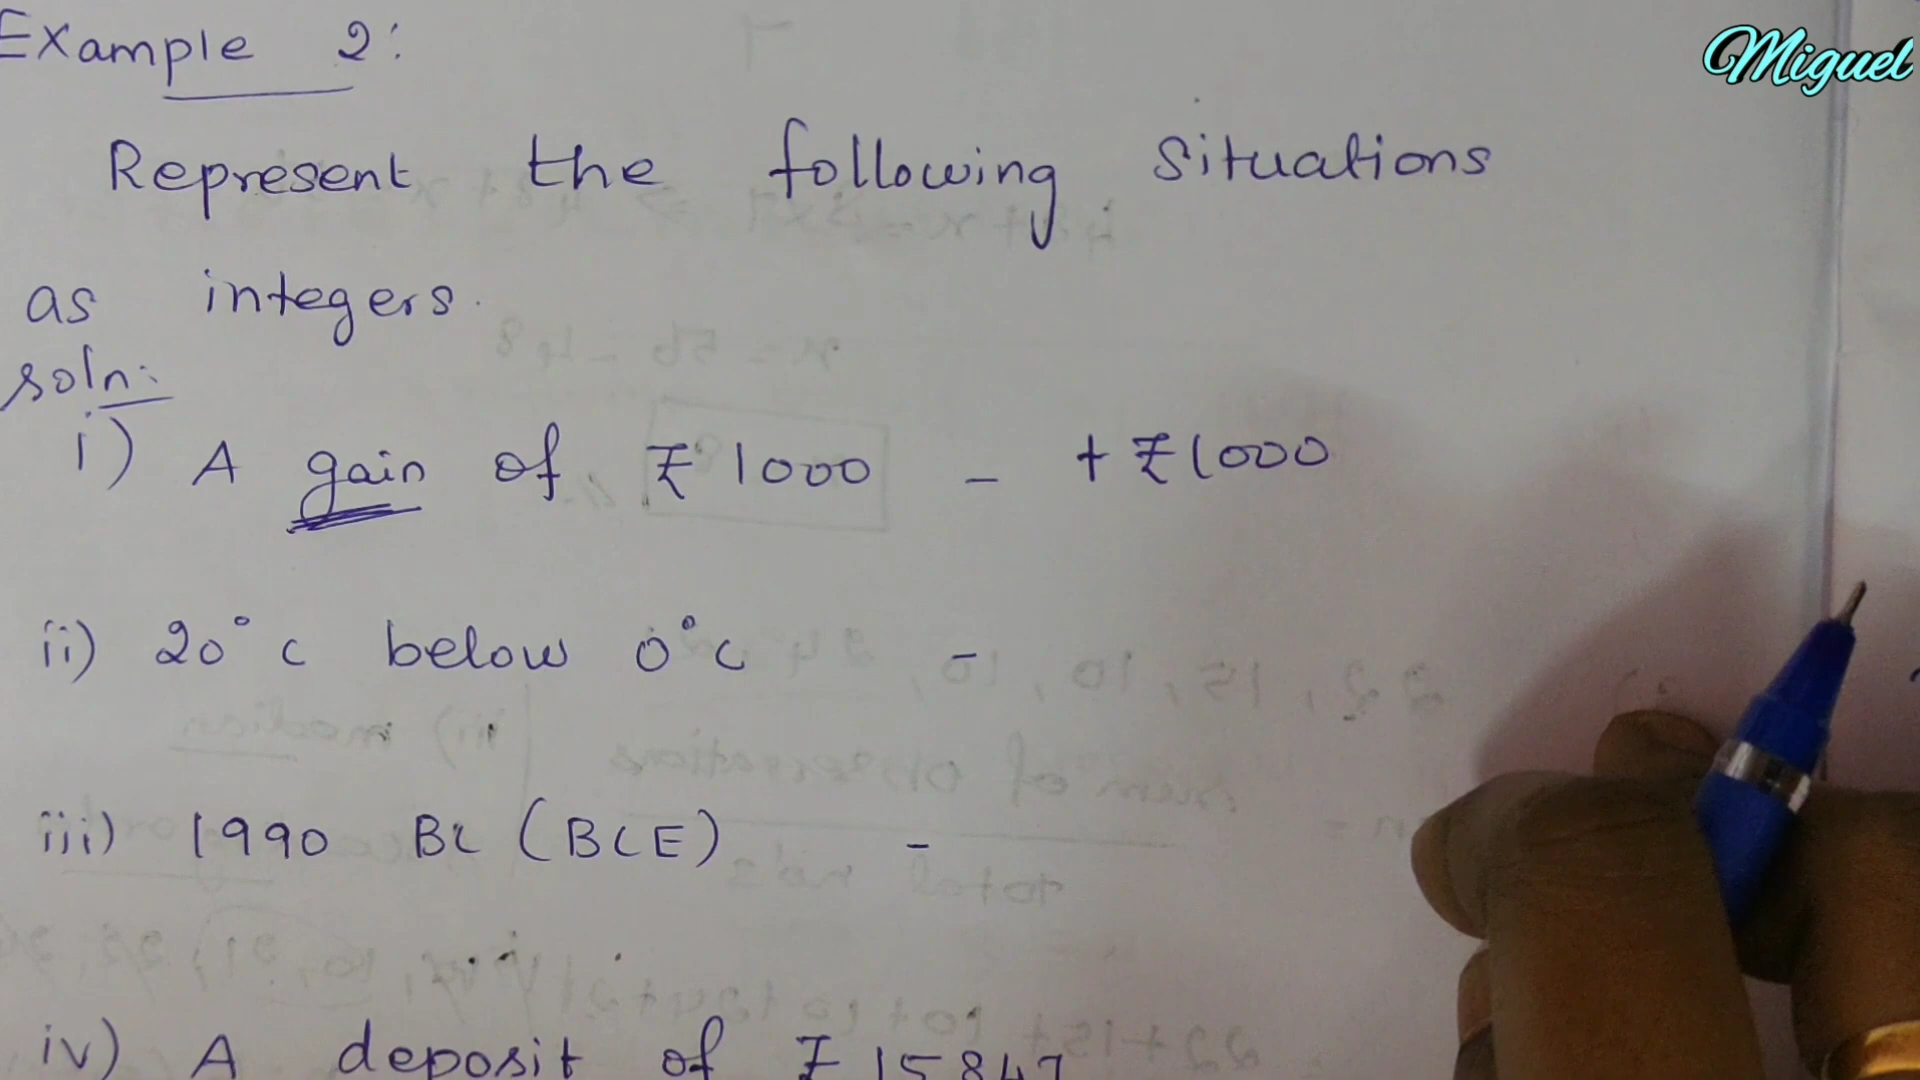 Example 2:
Miguel
Represent the following situations
as integers.
soln:
i) A gain of ₹ 1000 - + ₹1000
ii) 20°c below 0°c -
iii) 1990 BC (BCE) -
iv) A deposit of ₹ 15847